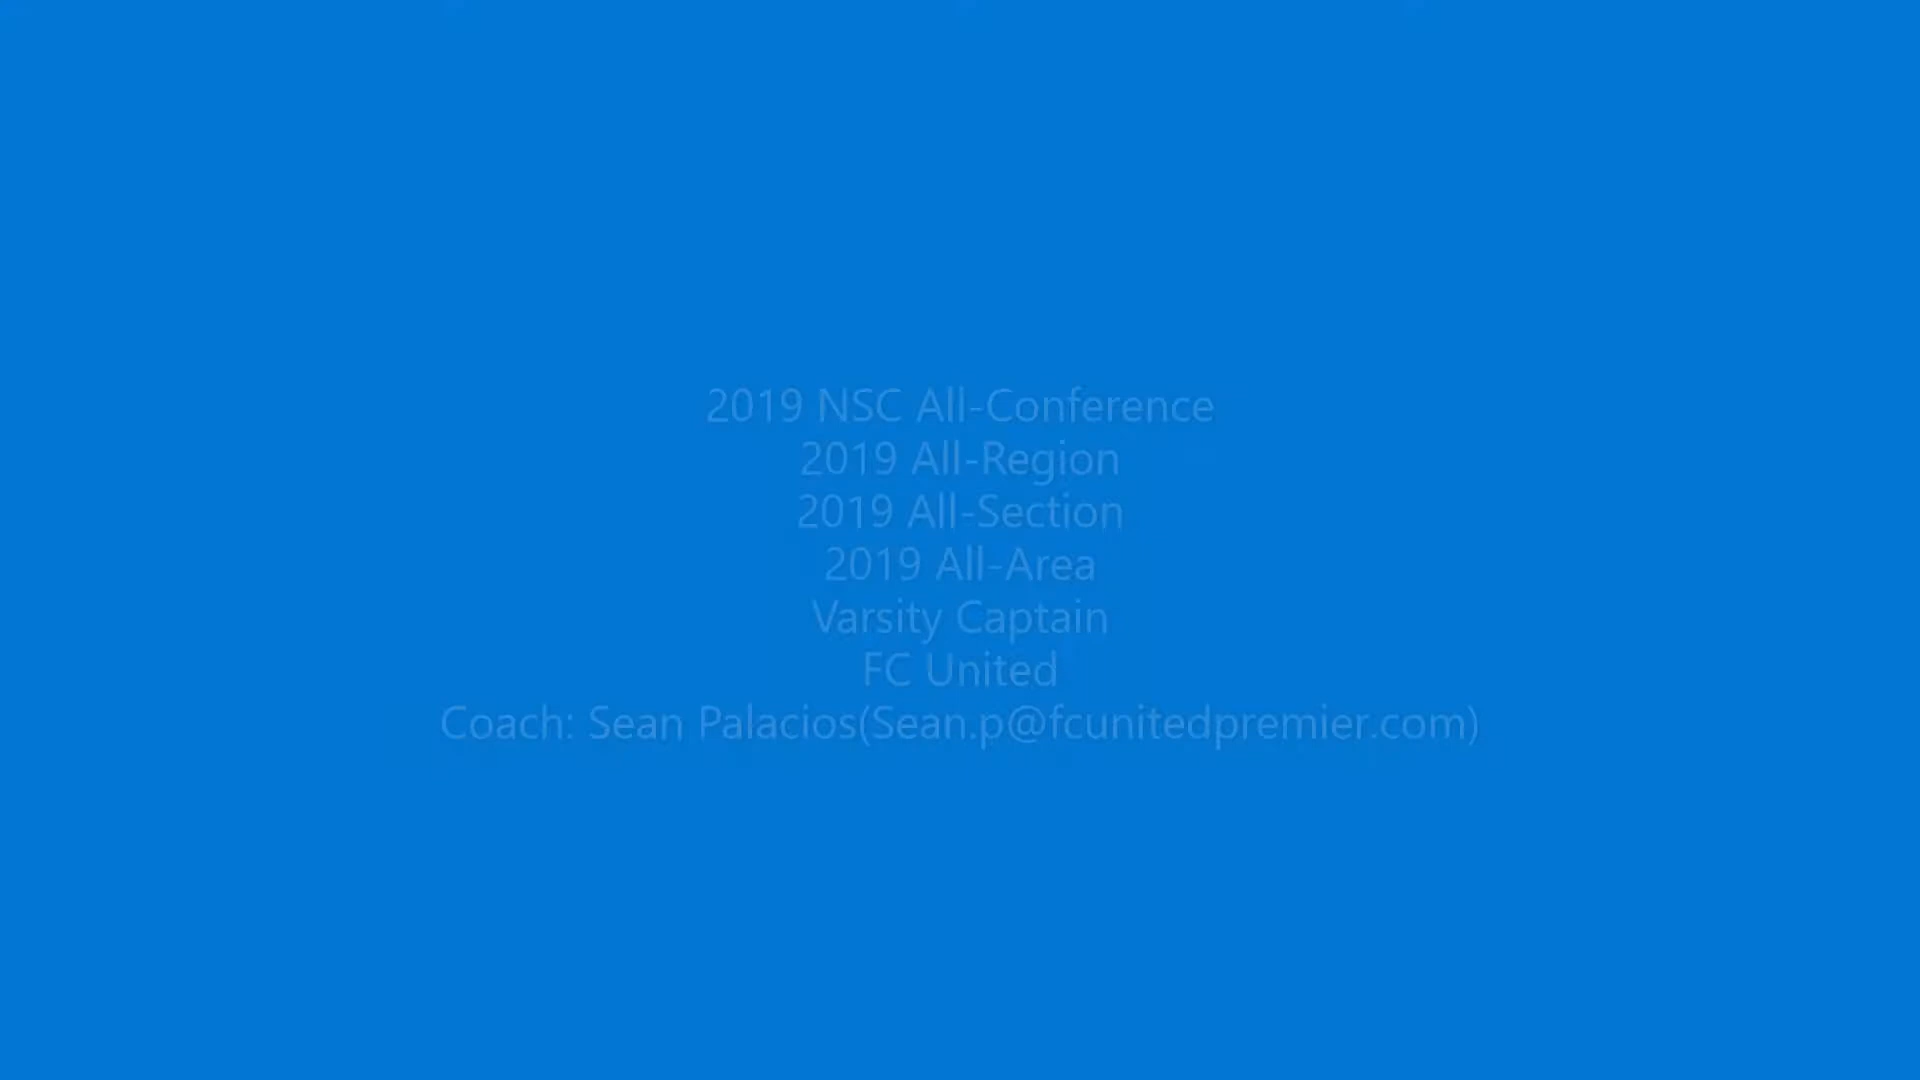 2019 NSC All-Conference
2019 All-Region
2019 All-Section
2019 All-Area
Varsity Captain
FC United
Coach: Sean Palacios(Sean.p@fcunitedpremier.com)